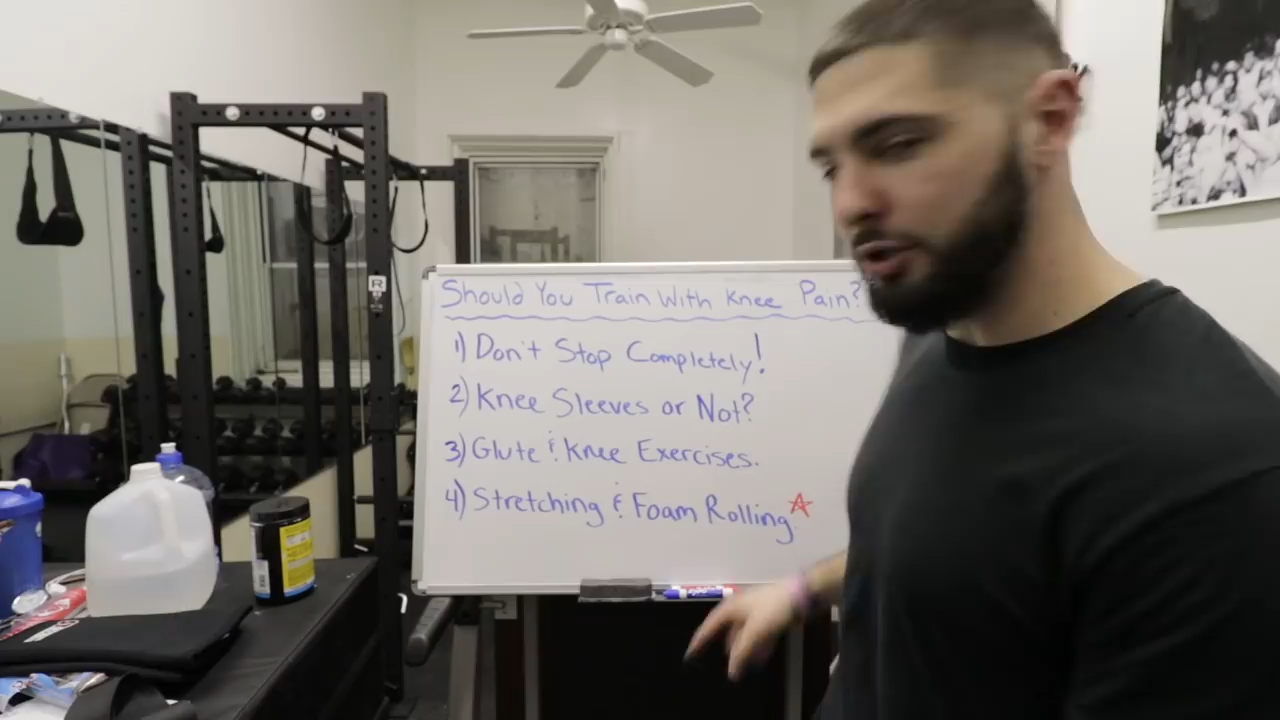 Should You Train With Knee Pain?
1) Don't Stop Completely!
2) Knee Sleeves or Not?
3) Glute & Knee Exercises.
4) Stretching & Foam Rolling.
R